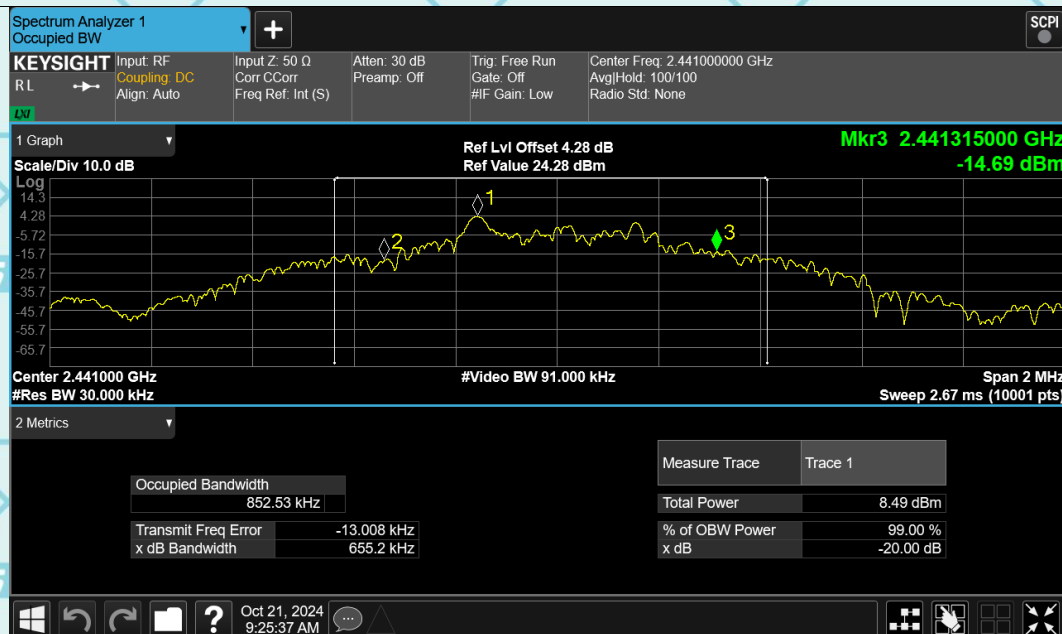 Spectrum Analyzer 1
Occupied BW
+
SCPI
KEYSIGHT
R L
LXI
Input: RF
Coupling: DC
Align: Auto
Input Z: 50 Ω
Corr CCorr
Freq Ref: Int (S)
Atten: 30 dB
Preamp: Off
Trig: Free Run
Gate: Off
#IF Gain: Low
Center Freq: 2.441000000 GHz
Avg|Hold: 100/100
Radio Std: None
1 Graph
Scale/Div 10.0 dB
Ref Lvl Offset 4.28 dB
Ref Value 24.28 dBm
Mkr3 2.441315000 GHz
-14.69 dBm
Log
14.3
4.28
-5.72
-15.7
-25.7
-35.7
-45.7
-55.7
-65.7
1
2
3
Center 2.441000 GHz
#Video BW 91.000 kHz
Span 2 MHz
#Res BW 30.000 kHz
Sweep 2.67 ms (10001 pts)
2 Metrics
Measure Trace Trace 1
Occupied Bandwidth
852.53 kHz
Total Power 8.49 dBm
Transmit Freq Error -13.008 kHz
% of OBW Power 99.00 %
x dB Bandwidth 655.2 kHz
x dB -20.00 dB
?
Oct 21, 2024
9:25:37 AM